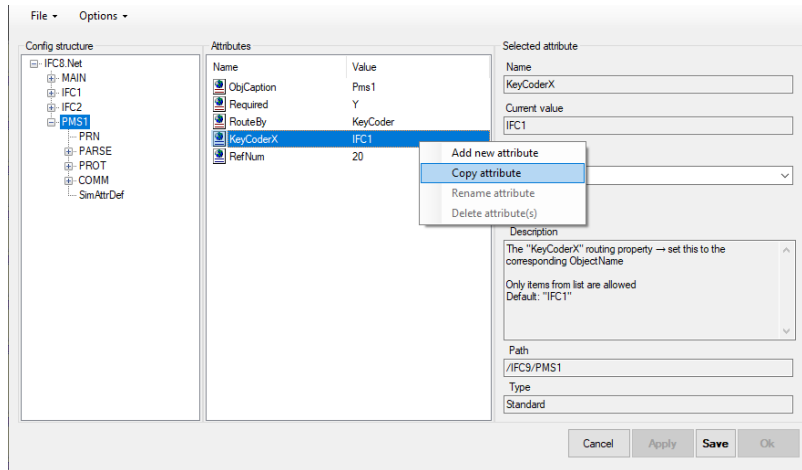 File Options
Config structure
IFC8.Net
MAIN
IFC1
IFC2
PMS1
PRN
PARSE
PROT
COMM
SimAttrDef
Attributes
Name Value
ObjCaption Pms1
Required Y
RouteBy KeyCoder
KeyCoderX IFC1
RefNum 20
Add new attribute
Copy attribute
Rename attribute
Delete attribute(s)
Selected attribute
Name
KeyCoderX
Current value
IFC1
Description
The "KeyCoderX" routing property → set this to the
corresponding ObjectName
Only items from list are allowed
Default: "IFC1"
Path
/IFC9/PMS1
Type
Standard
Cancel Apply Save Ok